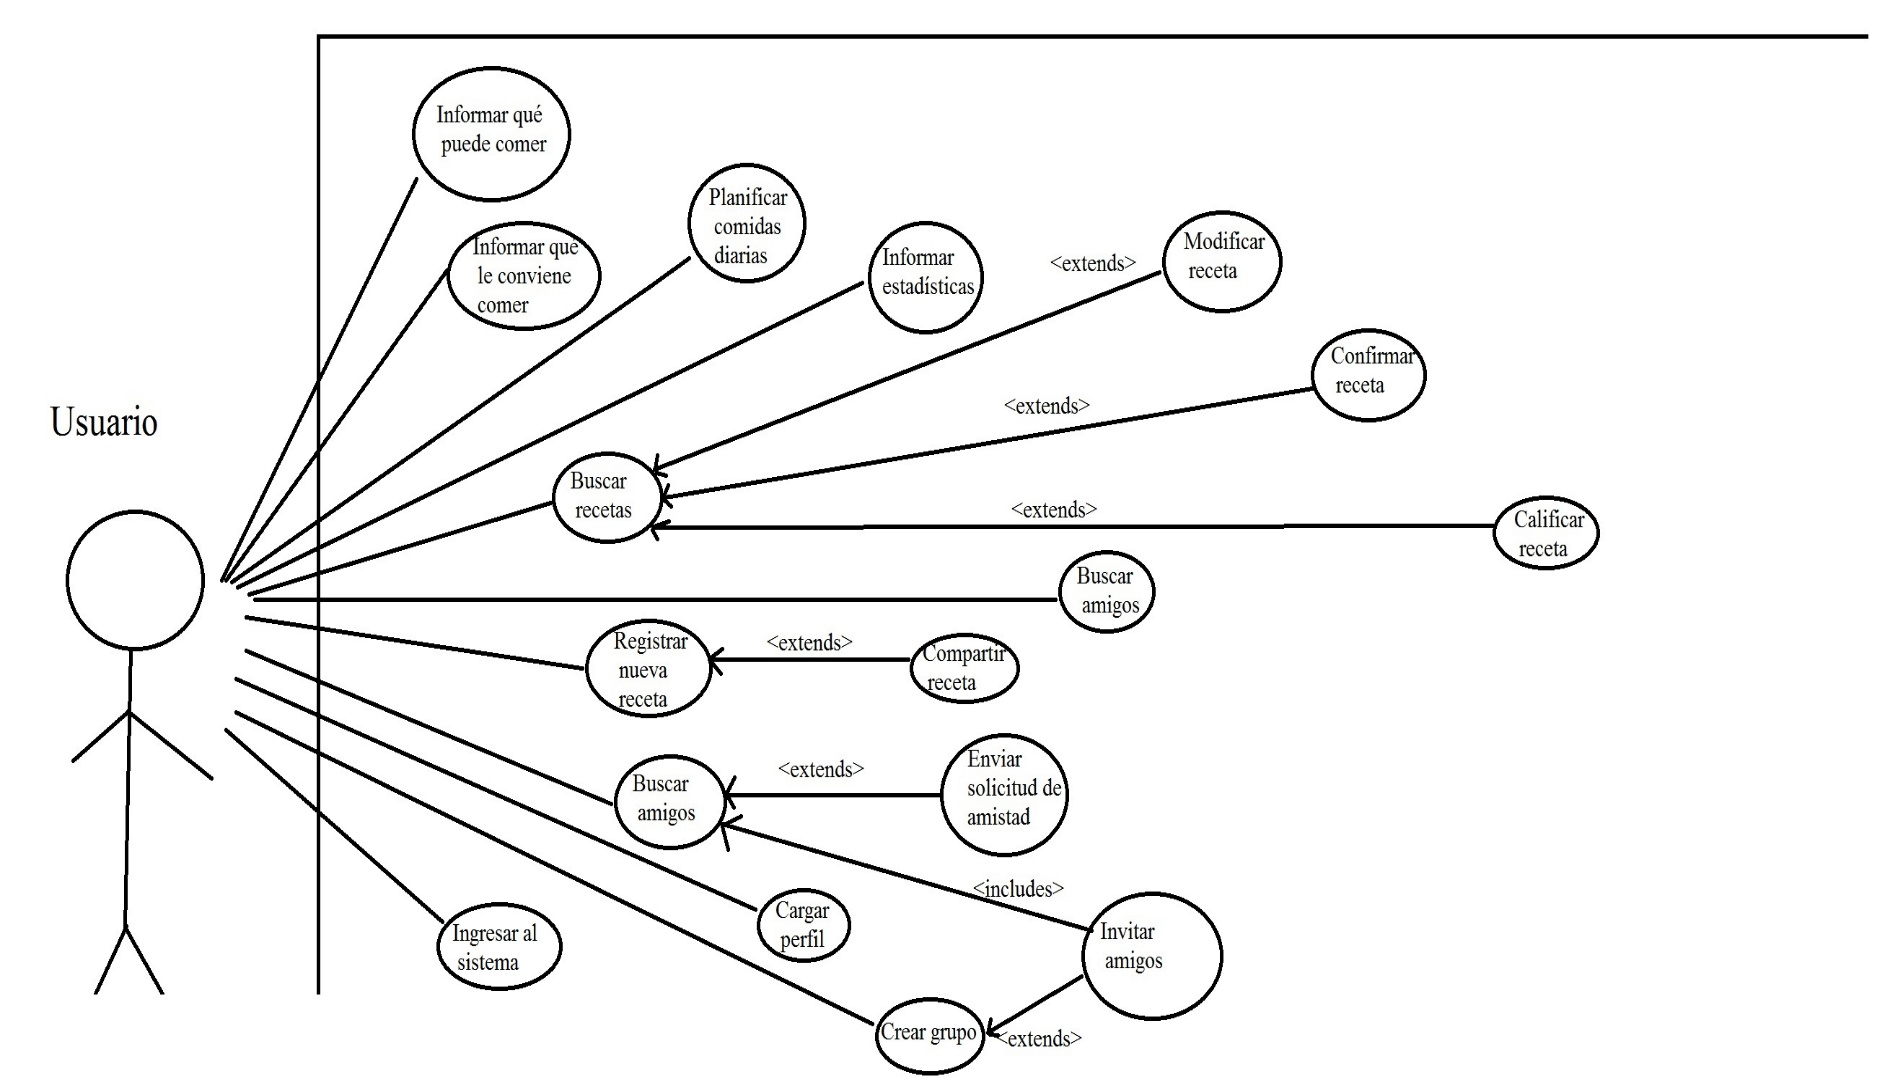 Informar qué
puede comer
Planificar
comidas
diarias
Informar que
le conviene
comer
Informar
estadísticas
Modificar
receta
<extends>
Confirmar
receta
<extends>
Usuario
Buscar
recetas
<extends>
Calificar
receta
Buscar
amigos
Registrar
nueva
receta
<extends>
Compartir
receta
Buscar
amigos
<extends>
Enviar
solicitud de
amistad
<includes>
Cargar
perfil
Invitar
amigos
Ingresar al
sistema
Crear grupo
<extends>